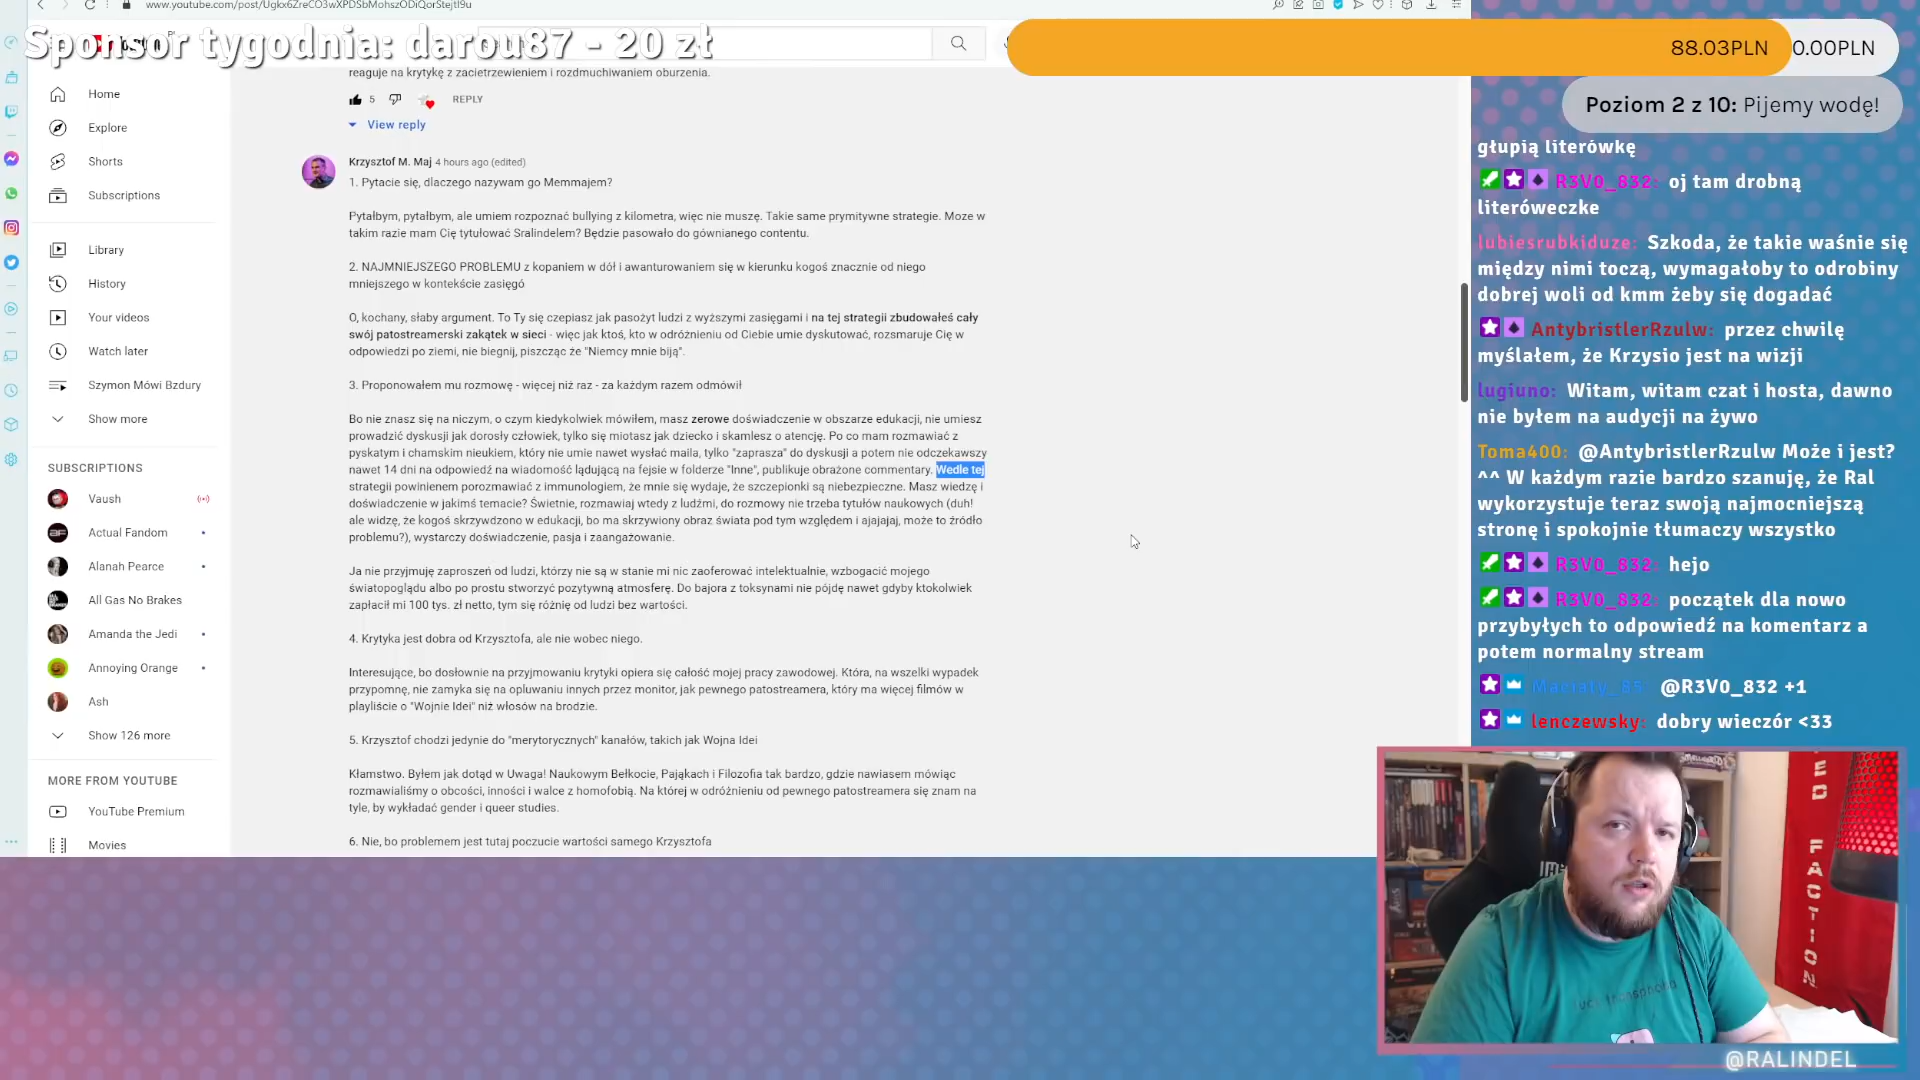 www.youtube.com/post/Ugkx6ZreCO3wXPDSbMohszODiQorStejtI9u
Sponsor tygodnia: darou87 - 20 zł
88.03PLN
0.00PLN
Poziom 2 z 10: Pijemy wodę!
Home
Explore
Shorts
Subscriptions
Library
History
Your videos
Watch later
Szymon Mówi Bzdury
Show more
SUBSCRIPTIONS
Vaush
Actual Fandom
Alanah Pearce
All Gas No Brakes
Amanda the Jedi
Annoying Orange
Ash
Show 126 more
MORE FROM YOUTUBE
YouTube Premium
Movies
reaguje na krytykę z zacietrzewieniem i rozdmuchiwaniem oburzenia.
5 REPLY
View reply
Krzysztof M. Maj 4 hours ago (edited)
1. Pytacie się, dlaczego nazywam go Memmajem?
Pytałbym, pytałbym, ale umiem rozpoznać bullying z kilometra, więc nie muszę. Takie same prymitywne strategie. Moze w
takim razie mam Cię tytułować Sralindelem? Będzie pasowało do gównianego contentu.
2. NAJMNIEJSZEGO PROBLEMU z kopaniem w dół i awanturowaniem się w kierunku kogoś znacznie od niego
mniejszego w kontekście zasięgó
O, kochany, słaby argument. To Ty się czepiasz jak pasożyt ludzi z wyższymi zasięgami i na tej strategii zbudowałeś cały
swój patostreamerski zakątek w sieci - więc jak ktoś, kto w odróżnieniu od Ciebie umie dyskutować, rozsmaruje Cię w
odpowiedzi po ziemi, nie biegnij, piszcząc że "Niemcy mnie biją".
3. Proponowałem mu rozmowę - więcej niż raz - za każdym razem odmówił
Bo nie znasz się na niczym, o czym kiedykolwiek mówiłem, masz zerowe doświadczenie w obszarze edukacji, nie umiesz
prowadzić dyskusji jak dorosły człowiek, tylko się miotasz jak dziecko i skamlesz o atencję. Po co mam rozmawiać z
pyskatym i chamskim nieukiem, który nie umie nawet wysłać maila, tylko "zaprasza" do dyskusji a potem nie odczekawszy
nawet 14 dni na odpowiedź na wiadomość lądującą na fejsie w folderze "Inne", publikuje obrażone commentary. Wedle tej
strategii powinienem porozmawiać z immunologiem, że mnie się wydaje, że szczepionki są niebezpieczne. Masz wiedzę i
doświadczenie w jakimś temacie? Świetnie, rozmawiaj wtedy z ludźmi, do rozmowy nie trzeba tytułów naukowych (duh!
ale widzę, że kogoś skrzywdzono w edukacji, bo ma skrzywiony obraz świata pod tym względem i ajajajaj, może to źródło
problemu?), wystarczy doświadczenie, pasja i zaangażowanie.
Ja nie przyjmuję zaproszeń od ludzi, którzy nie są w stanie mi nic zaoferować intelektualnie, wzbogacić mojego
światopoglądu albo po prostu stworzyć pozytywną atmosferę. Do bajora z toksynami nie pójdę nawet gdyby ktokolwiek
zapłacił mi 100 tys. zł netto, tym się różnię od ludzi bez wartości.
4. Krytyka jest dobra od Krzysztofa, ale nie wobec niego.
Interesujące, bo dosłownie na przyjmowaniu krytyki opiera się całość mojej pracy zawodowej. Która, na wszelki wypadek
przypomnę, nie zamyka się na opluwaniu innych przez monitor, jak pewnego patostreamera, który ma więcej filmów w
playliście o "Wojnie Idei" niż włosów na brodzie.
5. Krzysztof chodzi jedynie do "merytorycznych" kanałów, takich jak Wojna Idei
Kłamstwo. Byłem jak dotąd w Uwaga! Naukowym Bełkocie, Pająkach i Filozofia tak bardzo, gdzie nawiasem mówiąc
rozmawialiśmy o obcości, inności i walce z homofobią. Na której w odróżnieniu od pewnego patostreamera się znam na
tyle, by wykładać gender i queer studies.
6. Nie, bo problemem jest tutaj poczucie wartości samego Krzysztofa
głupią literówkę
R3V0_832: oj tam drobną
literóweczke
lubiesrubkiduze: Szkoda, że takie waśnie się
między nimi toczą, wymagałoby to odrobiny
dobrej woli od kmm żeby się dogadać
AntybristlerRzulw: przez chwilę
myślałem, że Krzysio jest na wizji
lugiuno: Witam, witam czat i hosta, dawno
nie byłem na audycji na żywo
Toma400: @AntybristlerRzulw Może i jest?
^^ W każdym razie bardzo szanuję, że Ral
wykorzystuje teraz swoją najmocniejszą
stronę i spokojnie tłumaczy wszystko
R3V0_832: hejo
R3V0_832: początek dla nowo
przybyłych to odpowiedź na komentarz a
potem normalny stream
Maciaty_85: @R3V0_832 +1
lenczewsky: dobry wieczór <33
FACTION
@RALINDEL